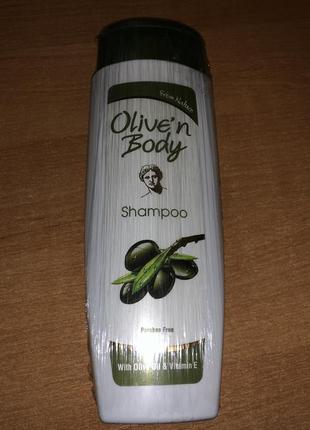 From Nature
Olive'n
Body
Shampoo
Paraben Free
With Olive Oil & Vitamin E